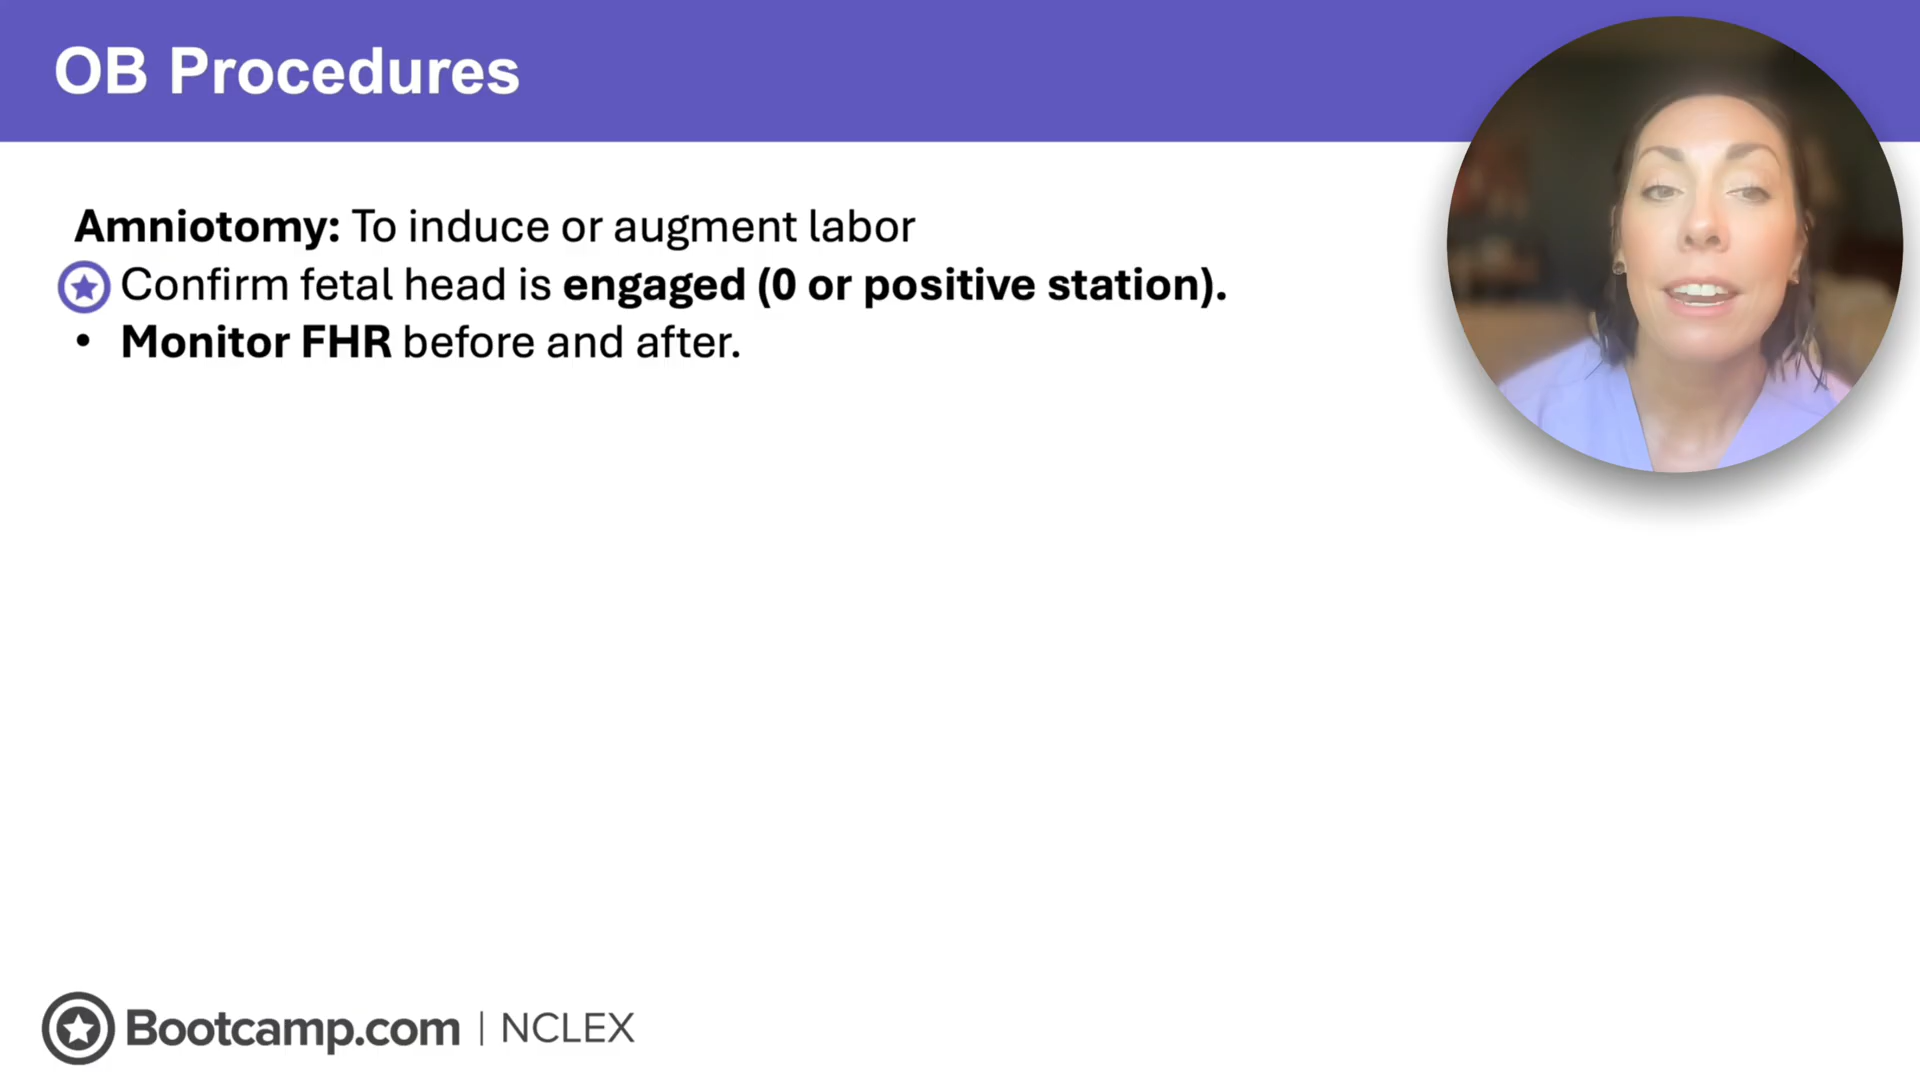 OB Procedures
Amniotomy: To induce or augment labor
Confirm fetal head is engaged (0 or positive station).
• Monitor FHR before and after.
Bootcamp.com | NCLEX